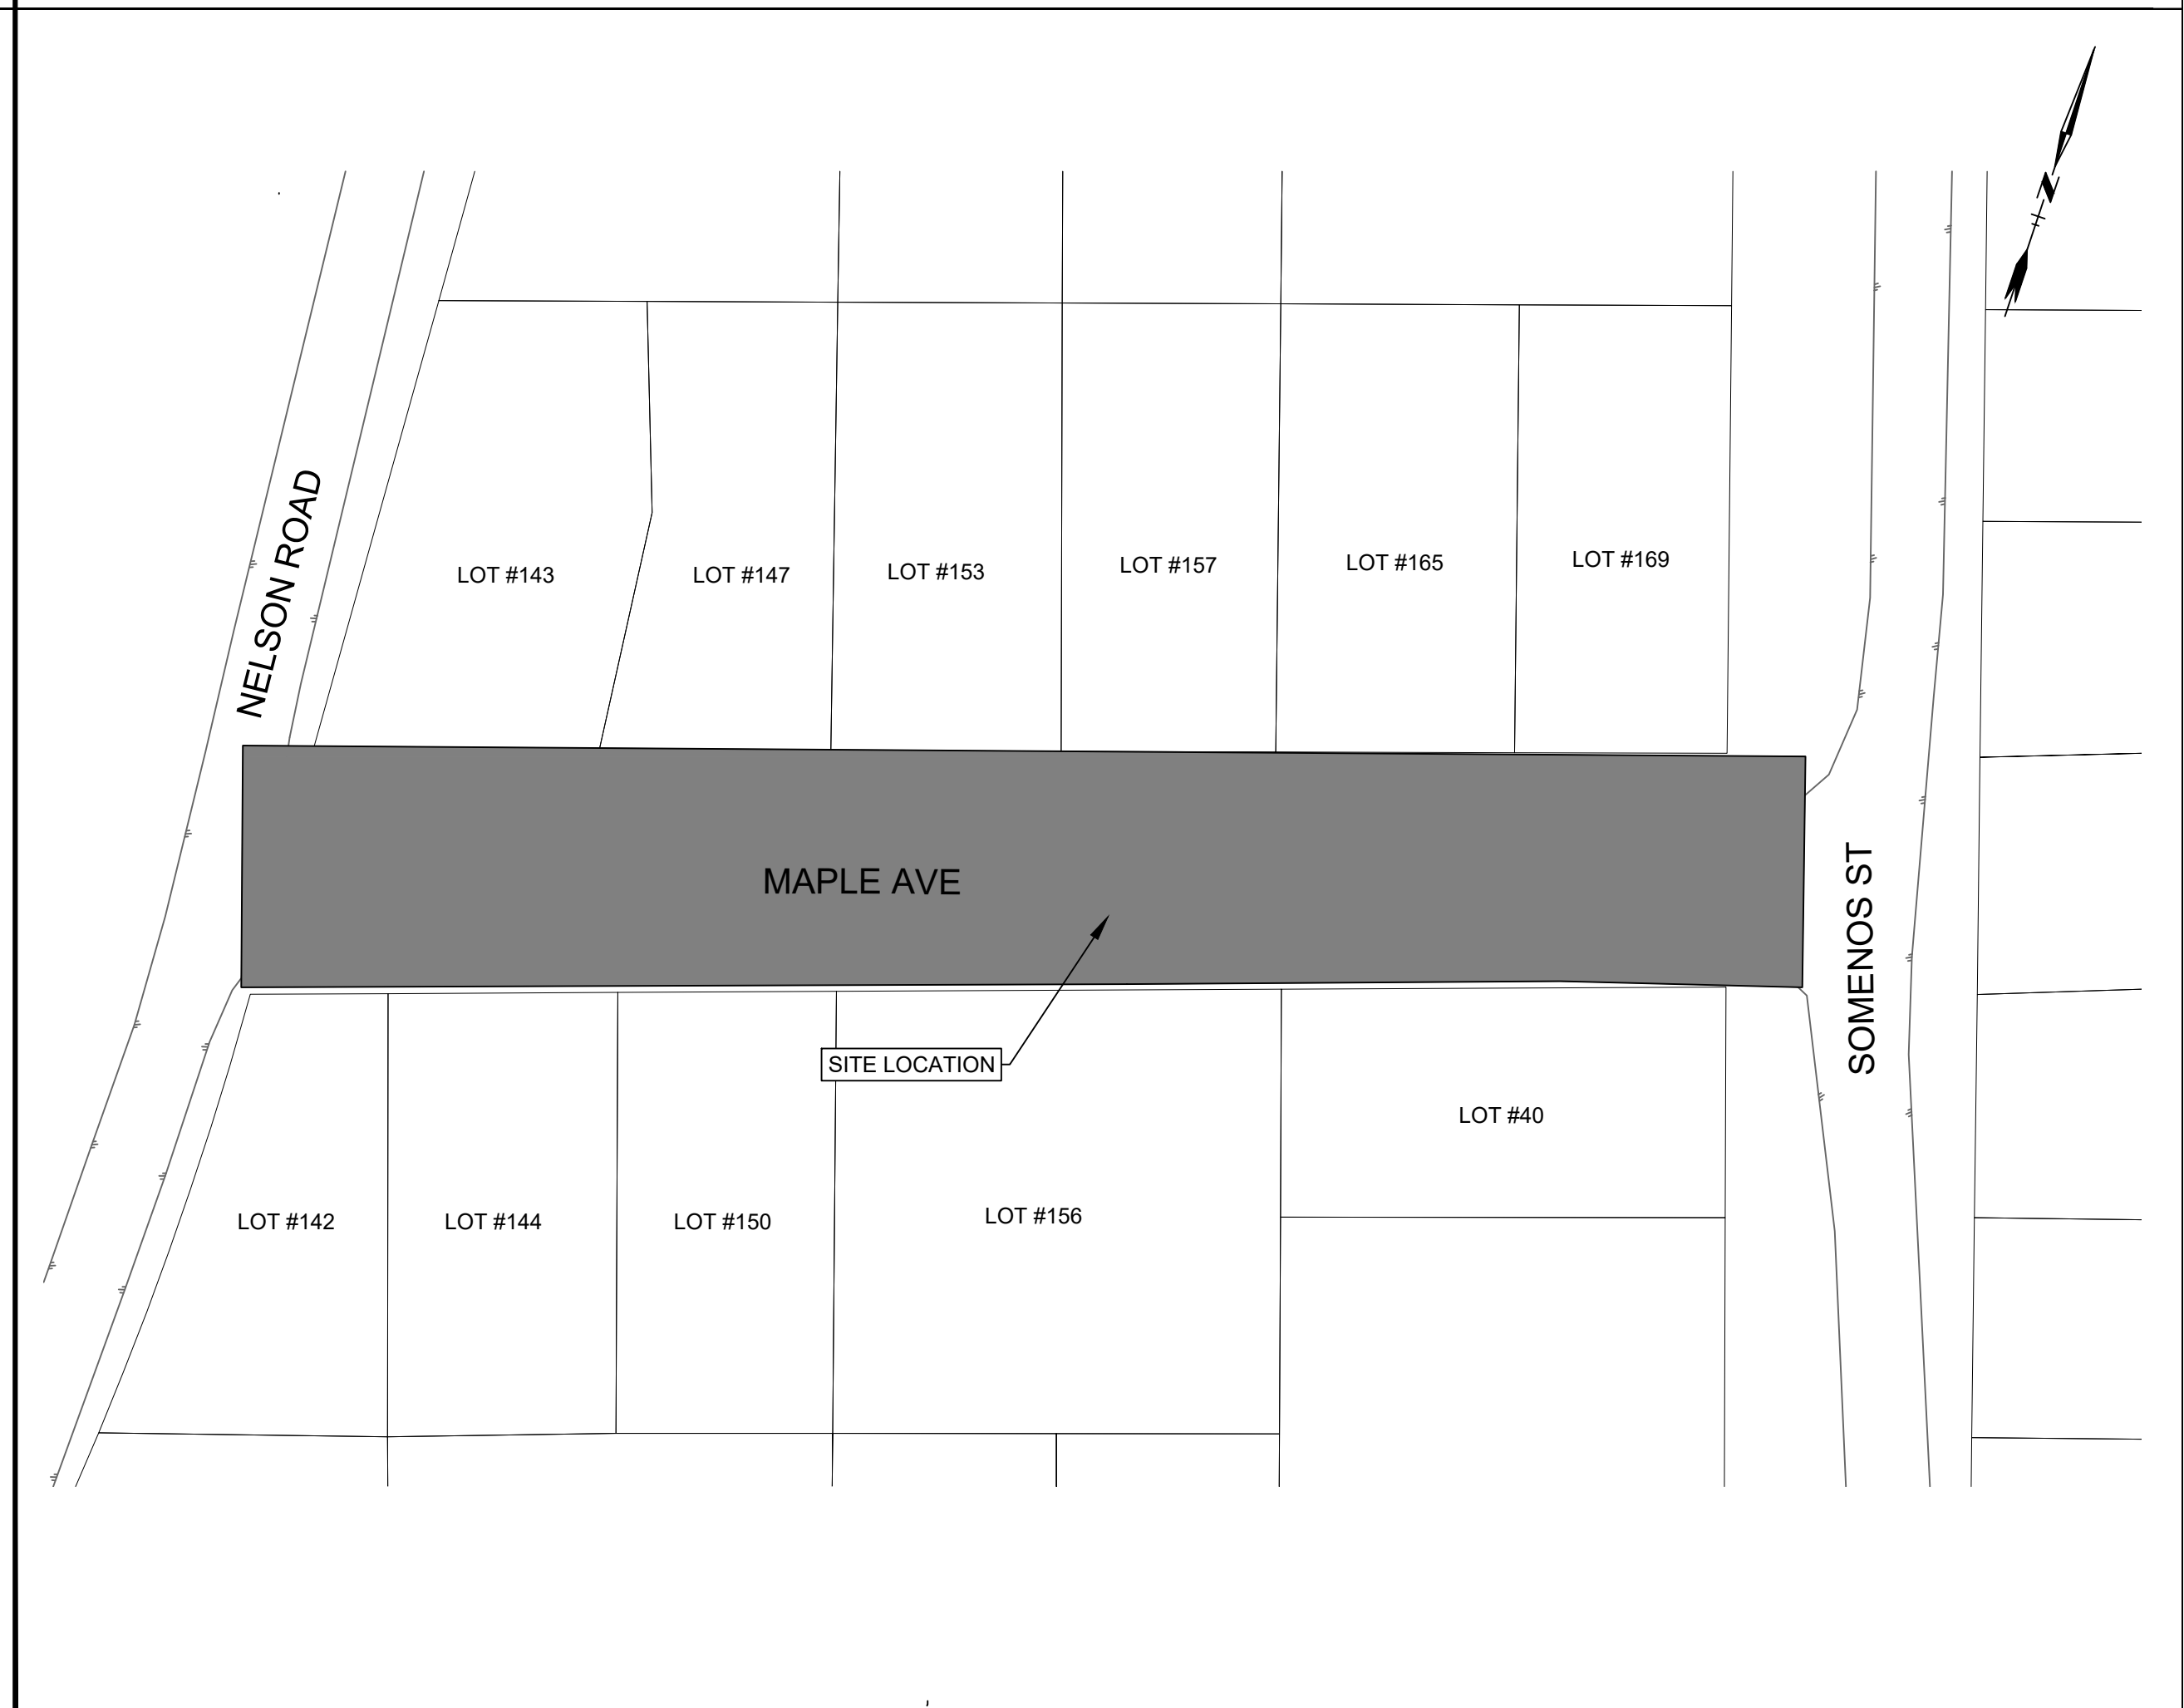 N
NELSON ROAD
LOT #143
LOT #147
LOT #153
LOT #157
LOT #165
LOT #169
MAPLE AVE
SOMENOS ST
SITE LOCATION
LOT #40
LOT #142
LOT #144
LOT #150
LOT #156